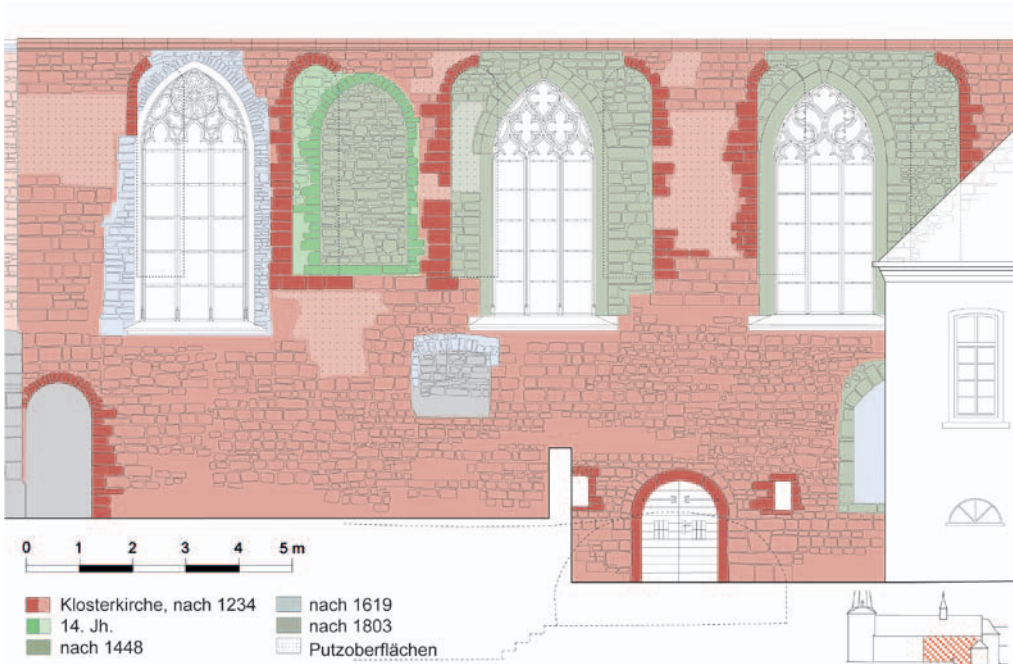 0 1 2 3 4 5 m
Klosterkirche, nach 1234
14. Jh.
nach 1448
nach 1619
nach 1803
Putzoberflächen